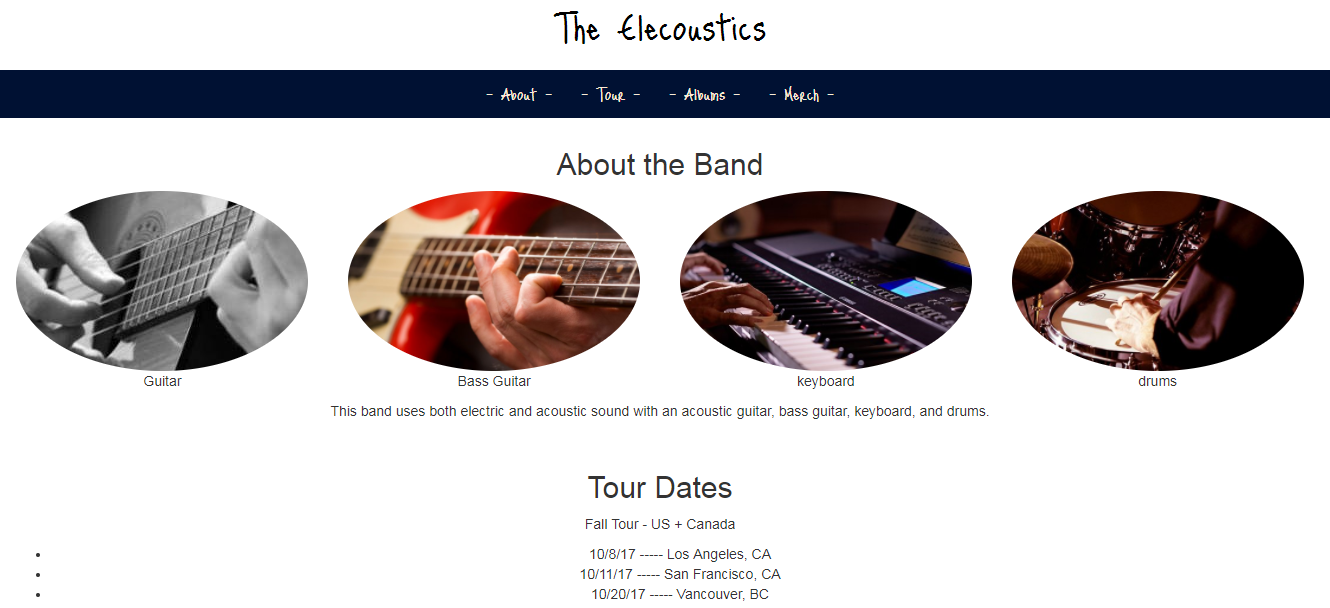 The Elecoustics
- About -   - Tour -   - Albums -   - Merch -
About the Band
Guitar   Bass Guitar   keyboard   drums
This band uses both electric and acoustic sound with an acoustic guitar, bass guitar, keyboard, and drums.
Tour Dates
Fall Tour - US + Canada
• 10/8/17 ----- Los Angeles, CA
• 10/11/17 ----- San Francisco, CA
• 10/20/17 ----- Vancouver, BC